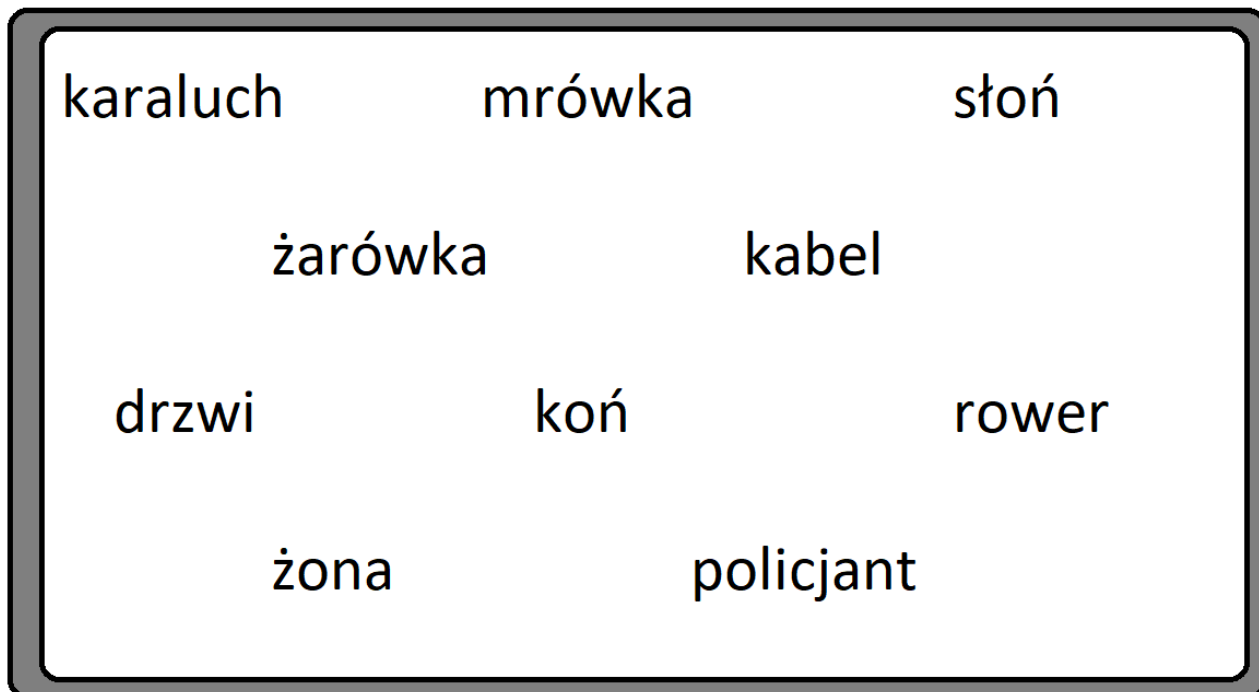 karaluch mrówka słoń
żarówka kabel
drzwi koń rower
żona policjant